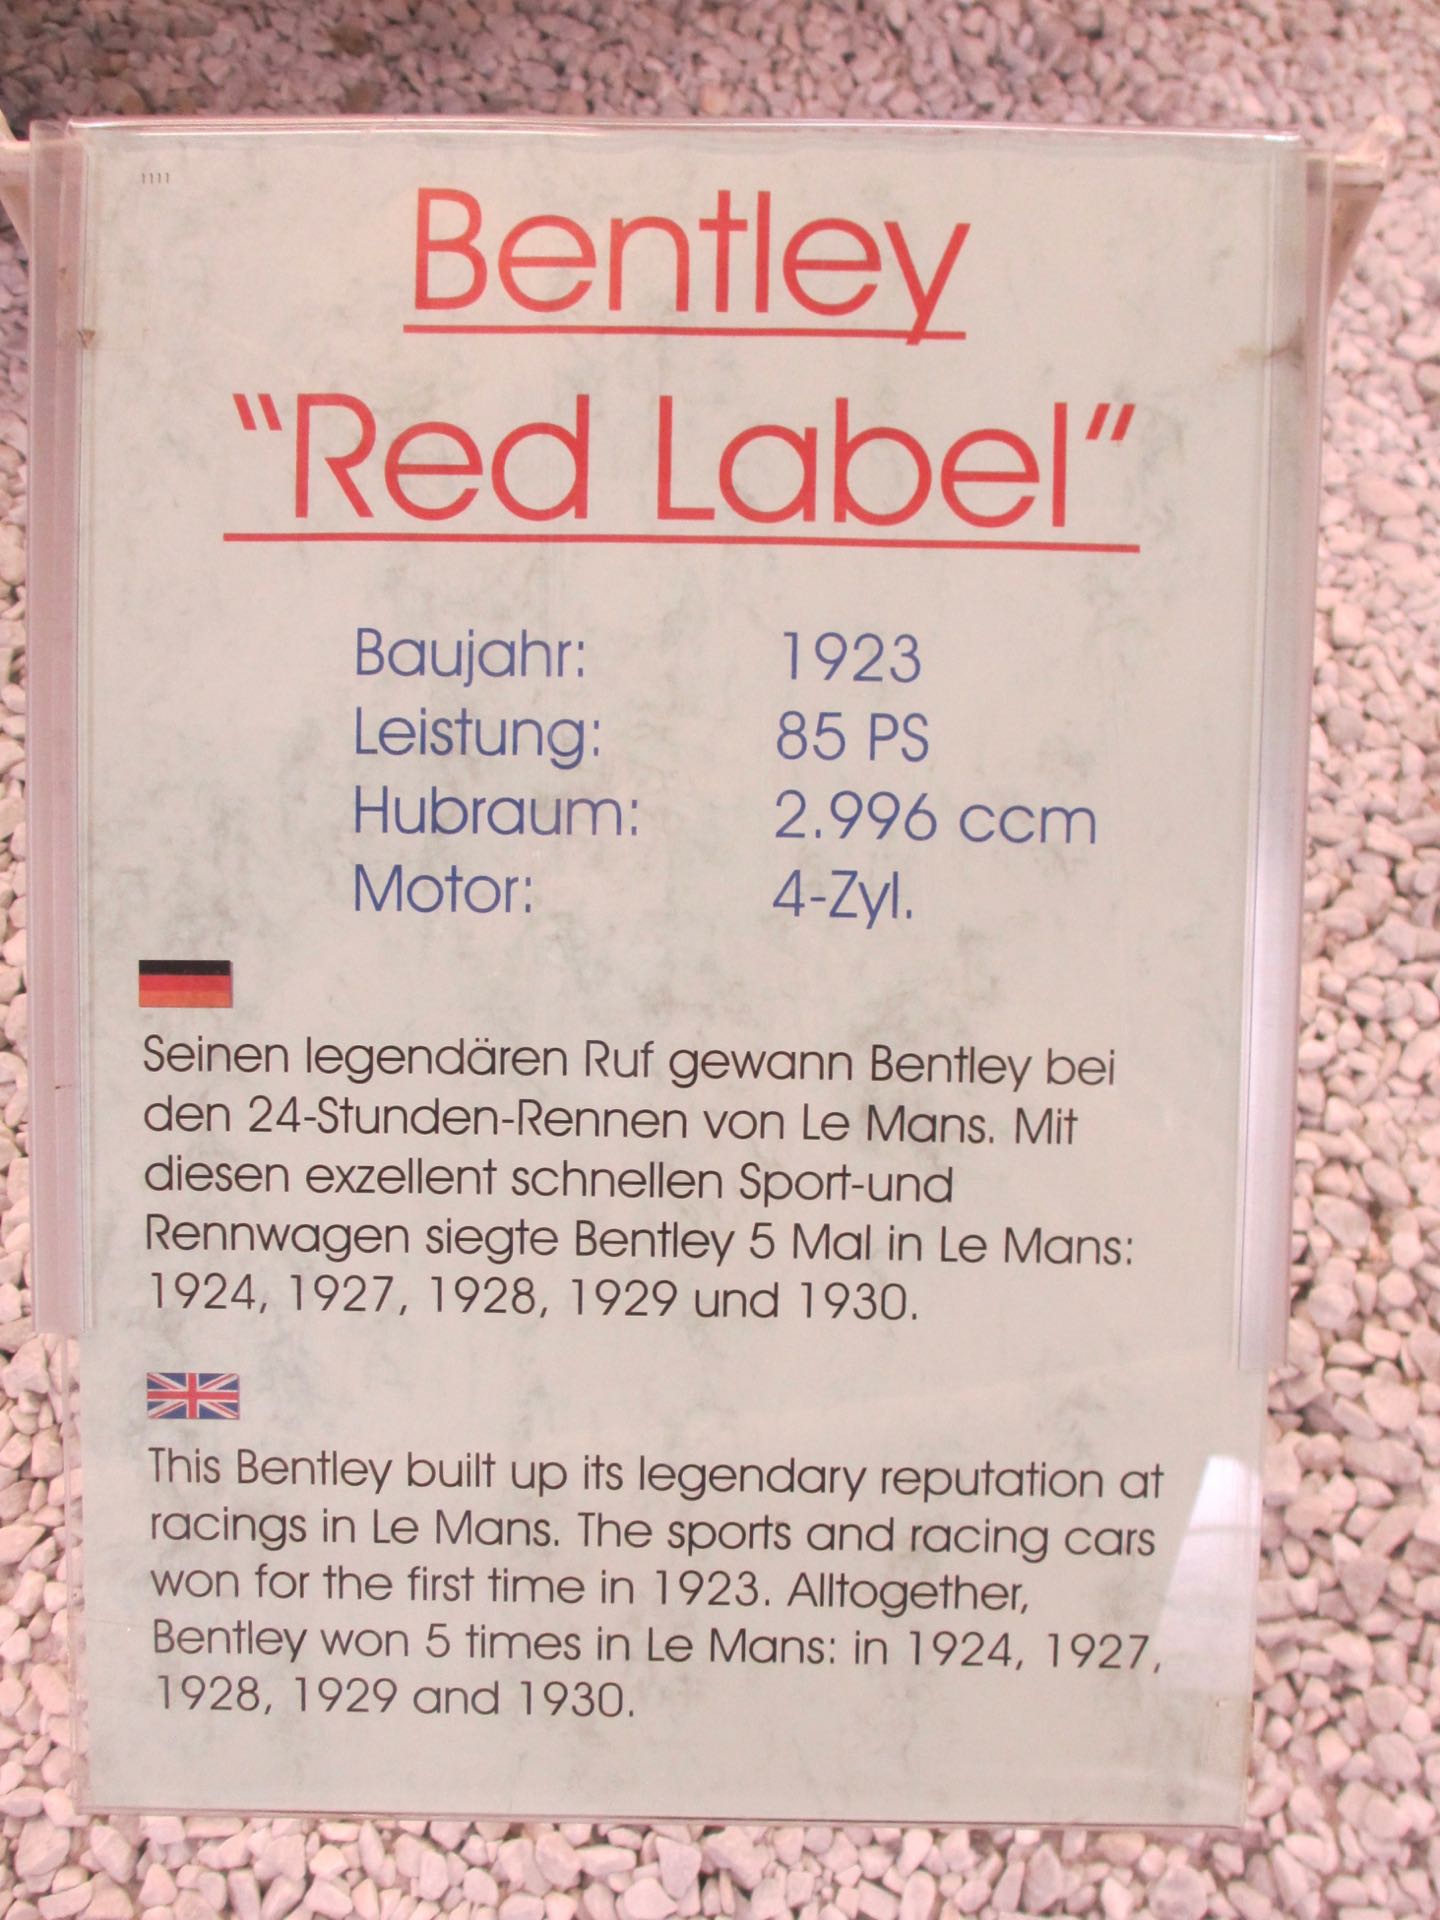 1111
Bentley
“Red Label”
Baujahr: 1923
Leistung: 85 PS
Hubraum: 2.996 ccm
Motor: 4-Zyl.
Seinen legendären Ruf gewann Bentley bei
den 24-Stunden-Rennen von Le Mans. Mit
diesen exzellent schnellen Sport-und
Rennwagen siegte Bentley 5 Mal in Le Mans:
1924, 1927, 1928, 1929 und 1930.
This Bentley built up its legendary reputation at
racings in Le Mans. The sports and racing cars
won for the first time in 1923. Alltogether,
Bentley won 5 times in Le Mans: in 1924, 1927,
1928, 1929 and 1930.